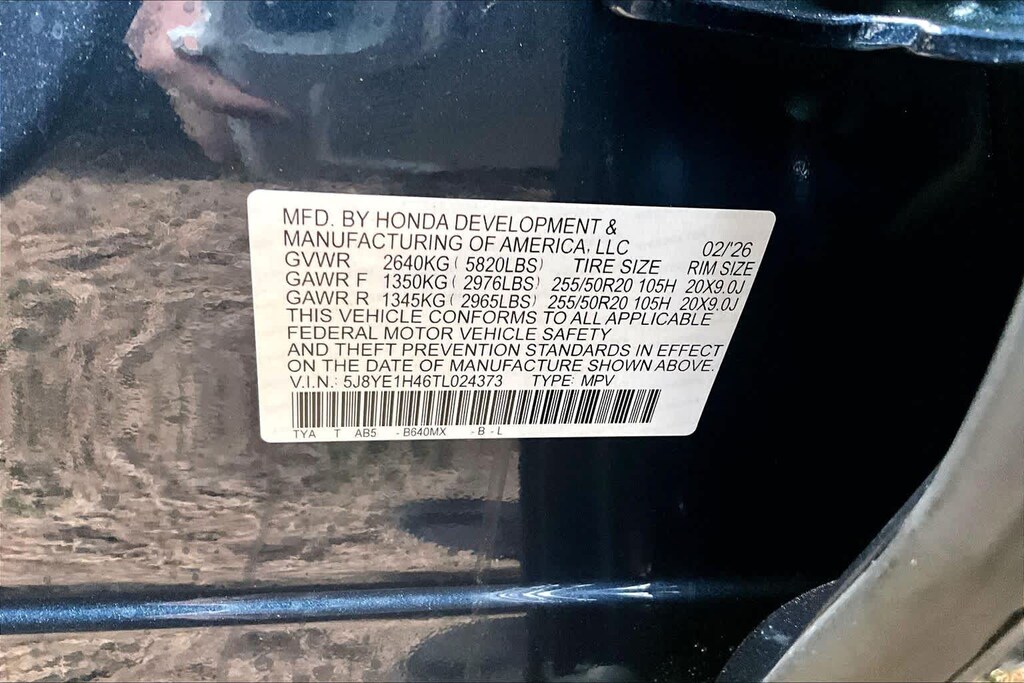 MFD. BY HONDA DEVELOPMENT &
MANUFACTURING OF AMERICA, LLC 02/'26
GVWR 2640KG ( 5820LBS) TIRE SIZE RIM SIZE
GAWR F 1350KG ( 2976LBS) 255/50R20 105H 20X9.0J
GAWR R 1345KG ( 2965LBS) 255/50R20 105H 20X9.0J
THIS VEHICLE CONFORMS TO ALL APPLICABLE
FEDERAL MOTOR VEHICLE SAFETY
AND THEFT PREVENTION STANDARDS IN EFFECT
ON THE DATE OF MANUFACTURE SHOWN ABOVE.
V.I.N.: 5J8YE1H46TL024373 TYPE: MPV
TYA T AB5 -B640MX -B -L